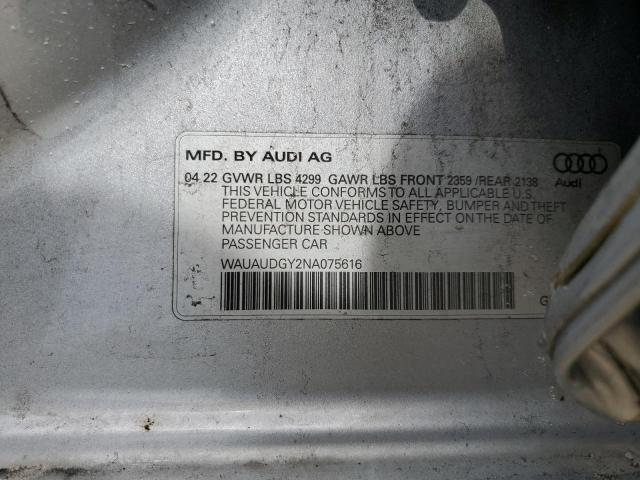 MFD. BY AUDI AG
04 22 GVWR LBS 4299 GAWR LBS FRONT 2359 /REAR 2138
THIS VEHICLE CONFORMS TO ALL APPLICABLE U.S.
FEDERAL MOTOR VEHICLE SAFETY, BUMPER AND THEFT
PREVENTION STANDARDS IN EFFECT ON THE DATE OF
MANUFACTURE SHOWN ABOVE
PASSENGER CAR
WAUAUDGY2NA075616
Audi
G